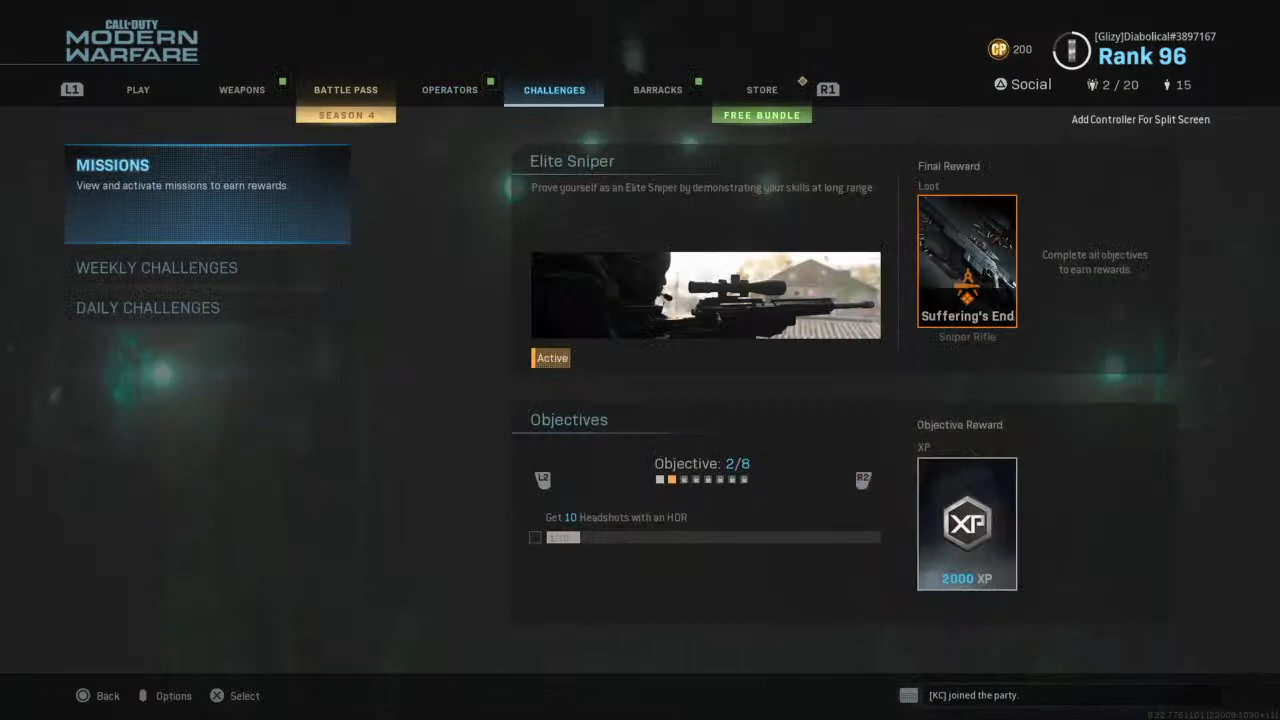 CALL·DUTY
MODERN
WARFARE
CP 200
[Glizy]Diabolical#3897167
Rank 96
Social 2 / 20 15
L1 PLAY WEAPONS BATTLE PASS OPERATORS CHALLENGES BARRACKS STORE R1
SEASON 4
FREE BUNDLE
Add Controller For Split Screen
MISSIONS
View and activate missions to earn rewards.
WEEKLY CHALLENGES
DAILY CHALLENGES
Elite Sniper
Prove yourself as an Elite Sniper by demonstrating your skills at long range
Active
Final Reward
Loot
Suffering's End
Sniper Rifle
Complete all objectives
to earn rewards.
Objectives
Objective: 2/8
L2 R2
Get 10 Headshots with an HDR
1/10
Objective Reward
XP
XP
2000 XP
Back Options Select
[KC] joined the party.